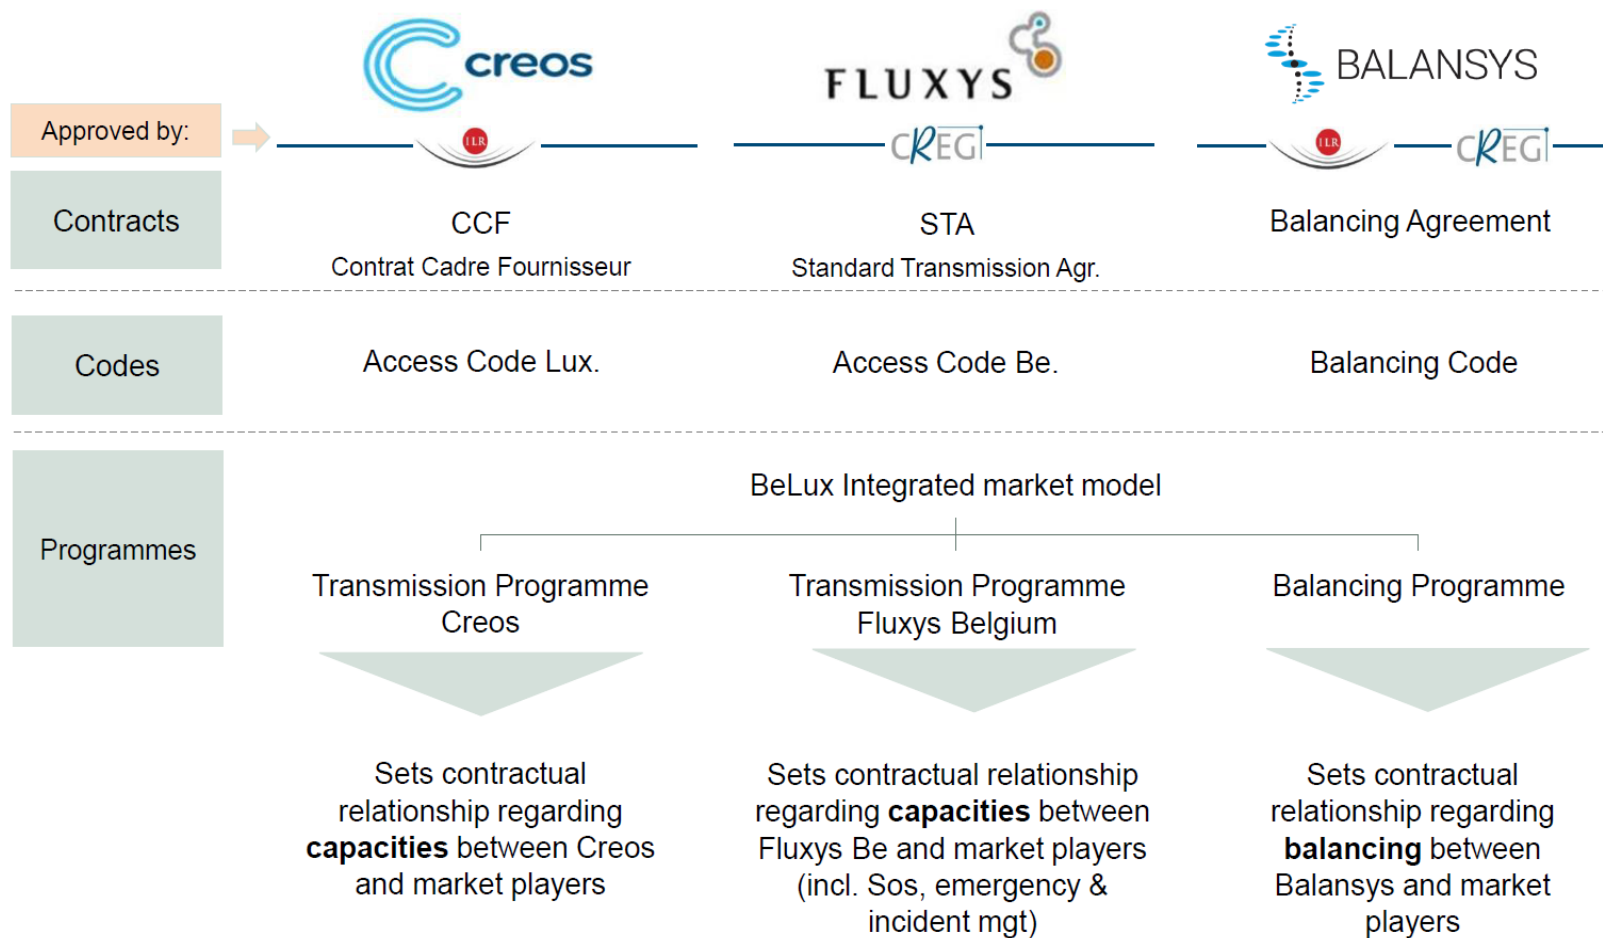 creos
FLUXYS
BALANSYS
Approved by:
ILR
CREG
ILR
CREG
Contracts
CCF
Contrat Cadre Fournisseur
STA
Standard Transmission Agr.
Balancing Agreement
Codes
Access Code Lux.
Access Code Be.
Balancing Code
Programmes
BeLux Integrated market model
Transmission Programme
Creos
Transmission Programme
Fluxys Belgium
Balancing Programme
Sets contractual
relationship regarding
capacities between Creos
and market players
Sets contractual relationship
regarding capacities between
Fluxys Be and market players
(incl. Sos, emergency &
incident mgt)
Sets contractual
relationship regarding
balancing between
Balansys and market
players